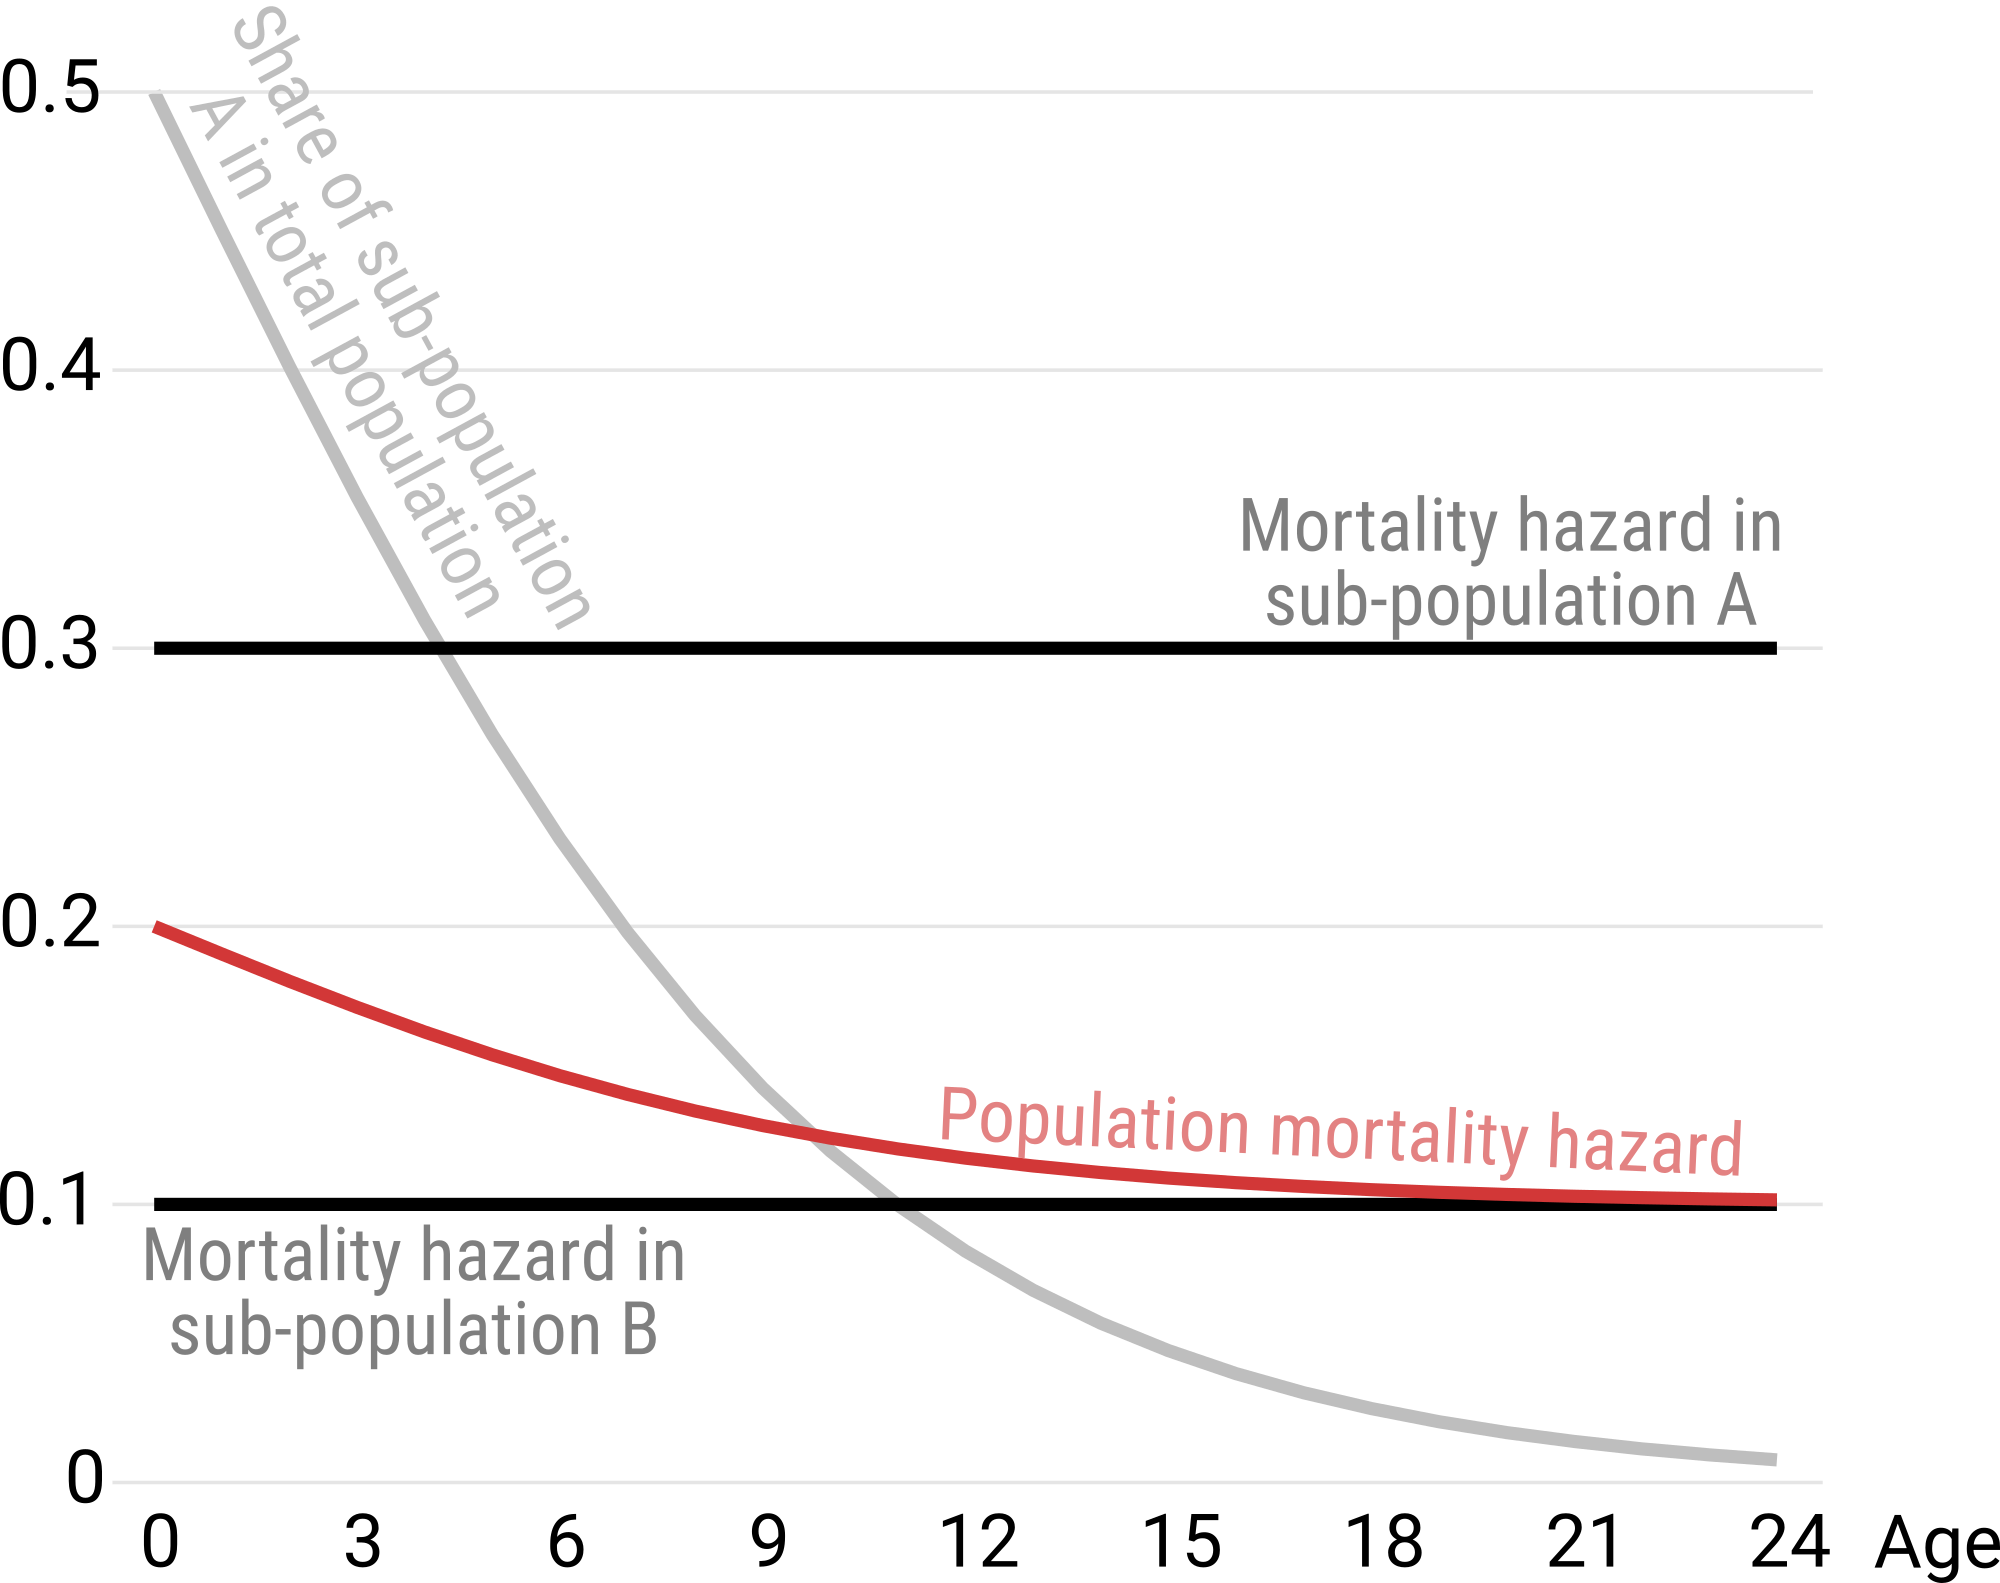 0.5
0.4
0.3
0.2
0.1
0
Share of sub-population
A in total population
Mortality hazard in
sub-population A
Population mortality hazard
Mortality hazard in
sub-population B
0 3 6 9 12 15 18 21 24 Age